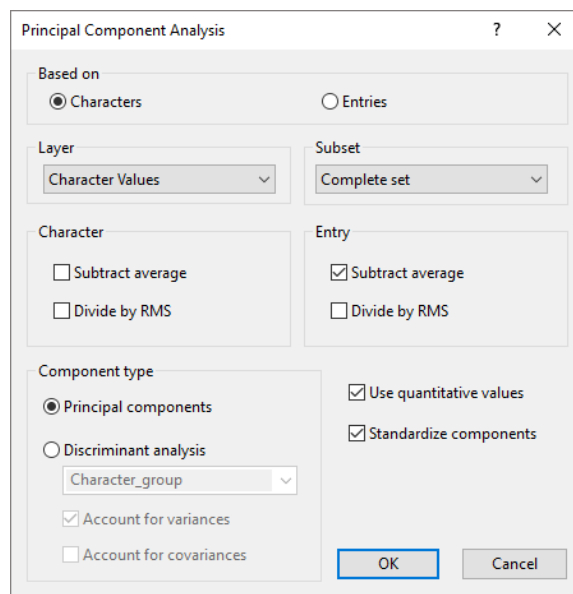 Principal Component Analysis ?
Based on
Characters Entries
Layer Subset
Character Values Complete set
Character Entry
Subtract average Subtract average
Divide by RMS Divide by RMS
Component type
Principal components
Use quantitative values
Standardize components
Discriminant analysis
Character_group
Account for variances
Account for covariances
OK Cancel